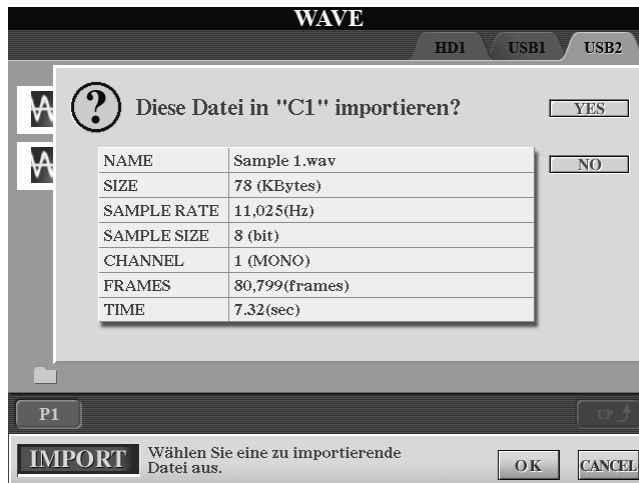 WAVE
HD1 USB1 USB2
Diese Datei in "C1" importieren?
YES
NO
NAME Sample 1.wav
SIZE 78 (KBytes)
SAMPLE RATE 11,025(Hz)
SAMPLE SIZE 8 (bit)
CHANNEL 1 (MONO)
FRAMES 80,799(frames)
TIME 7.32(sec)
P1 UP
IMPORT Wählen Sie eine zu importierende
Datei aus.
OK CANCEL